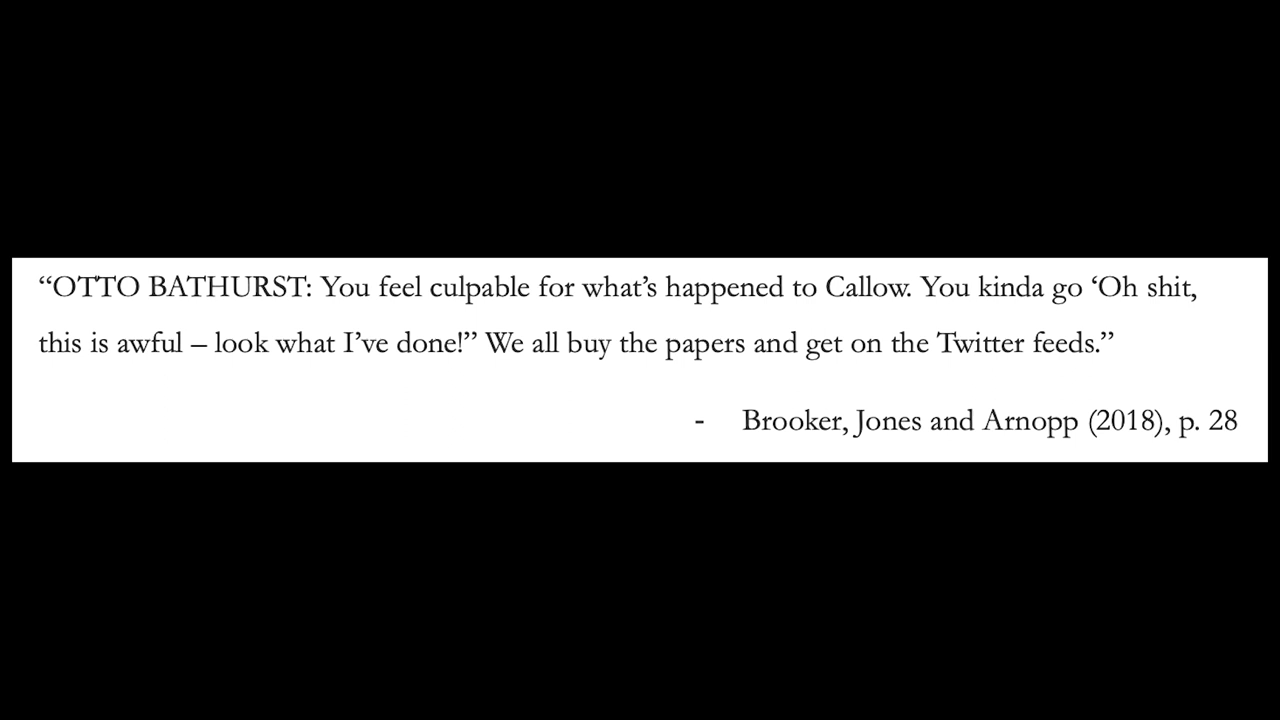 “OTTO BATHURST: You feel culpable for what’s happened to Callow. You kinda go ‘Oh shit,
this is awful – look what I’ve done!” We all buy the papers and get on the Twitter feeds.”
- Brooker, Jones and Arnopp (2018), p. 28